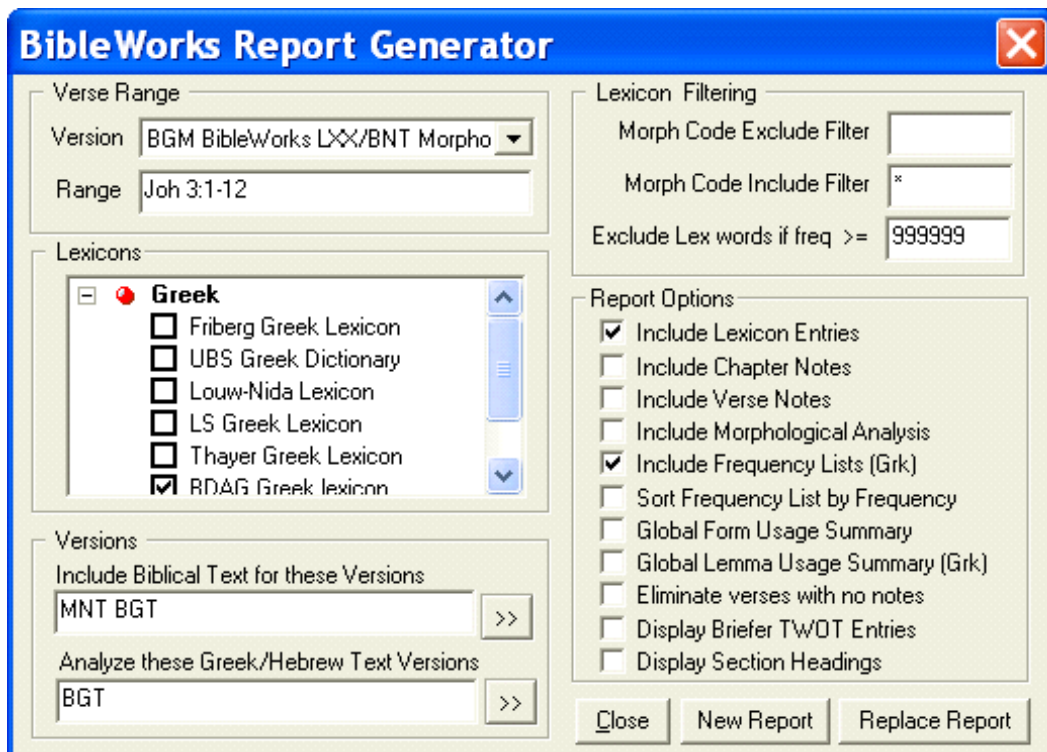 BibleWorks Report Generator
Verse Range
Version BGM BibleWorks LXX/BNT Morpho
Range Joh 3:1-12
Lexicons
Greek
Friberg Greek Lexicon
UBS Greek Dictionary
Louw-Nida Lexicon
LS Greek Lexicon
Thayer Greek Lexicon
BDAG Greek lexicon
Versions
Include Biblical Text for these Versions
MNT BGT
>>
Analyze these Greek/Hebrew Text Versions
BGT
>>
Lexicon Filtering
Morph Code Exclude Filter
Morph Code Include Filter *
Exclude Lex words if freq >= 999999
Report Options
Include Lexicon Entries
Include Chapter Notes
Include Verse Notes
Include Morphological Analysis
Include Frequency Lists (Grk)
Sort Frequency List by Frequency
Global Form Usage Summary
Global Lemma Usage Summary (Grk)
Eliminate verses with no notes
Display Briefer TWOT Entries
Display Section Headings
Close New Report Replace Report